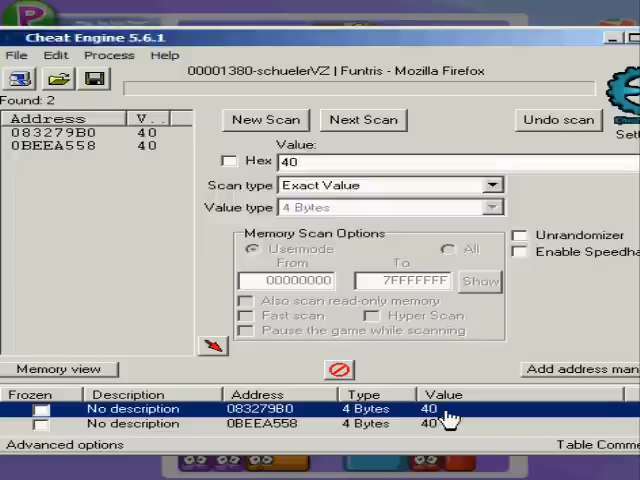 Cheat Engine 5.6.1
File Edit Process Help
00001380-schuelerVZ | Funtris - Mozilla Firefox
Found: 2
Address V..
083279B0 40
0BEEA558 40
New Scan Next Scan Undo scan
Value:
Hex 40
Scan type Exact Value
Value type 4 Bytes
Memory Scan Options
Usermode All
From To
00000000 7FFFFFFF Show
Also scan read-only memory
Fast scan Hyper Scan
Pause the game while scanning
Unrandomizer
Enable Speedha
Memory view Add address man
Frozen Description Address Type Value
No description 083279B0 4 Bytes 40
No description 0BEEA558 4 Bytes 40
Advanced options Table Comme